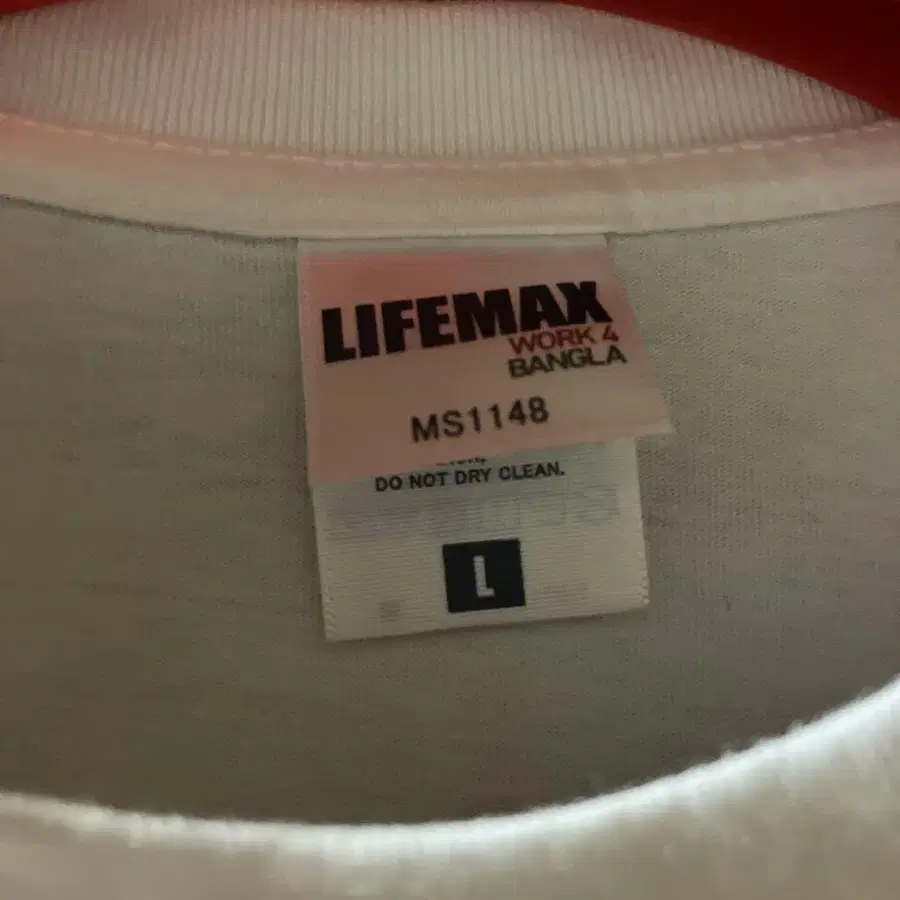 LIFEMAX
WORK 4
BANGLA
MS1148
DO NOT DRY CLEAN.
L